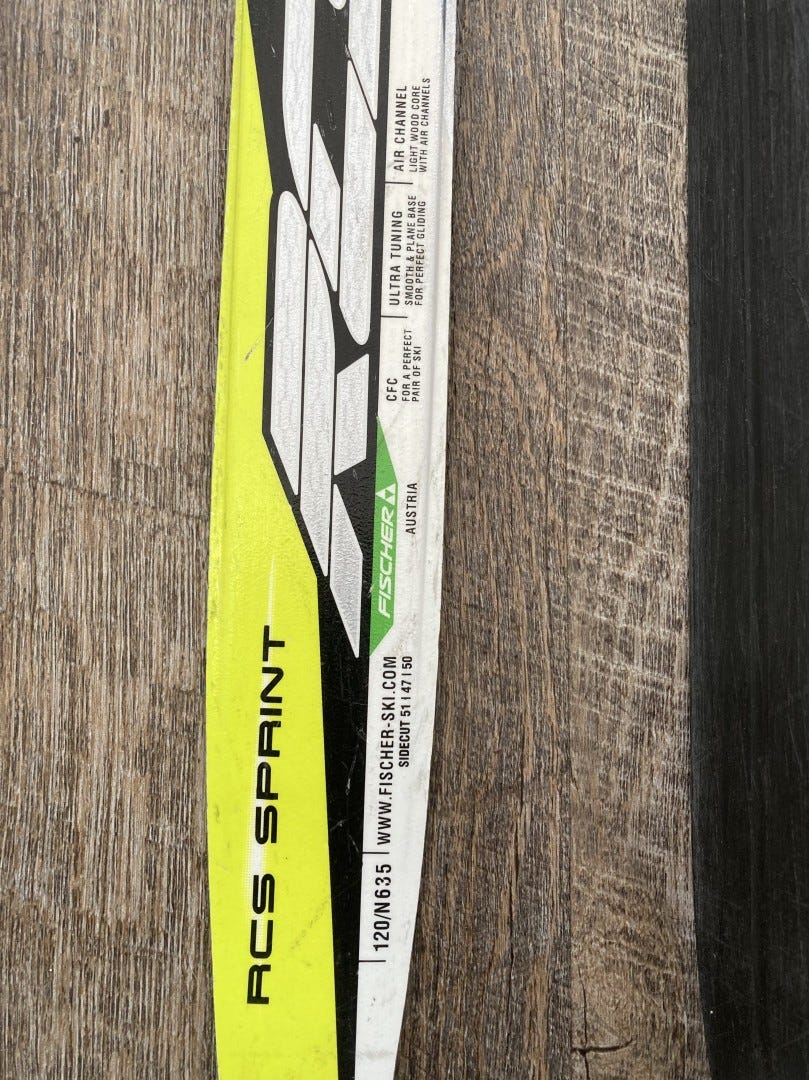 RCS SPRINT
120/N635
WWW.FISCHER-SKI.COM
SIDECUT 51 | 47 | 50
FISCHER
AUSTRIA
CFC
FOR A PERFECT
PAIR OF SKI
ULTRA TUNING
SMOOTH & PLANE BASE
FOR PERFECT GLIDING
AIR CHANNEL
LIGHT WOOD CORE
WITH AIR CHANNELS